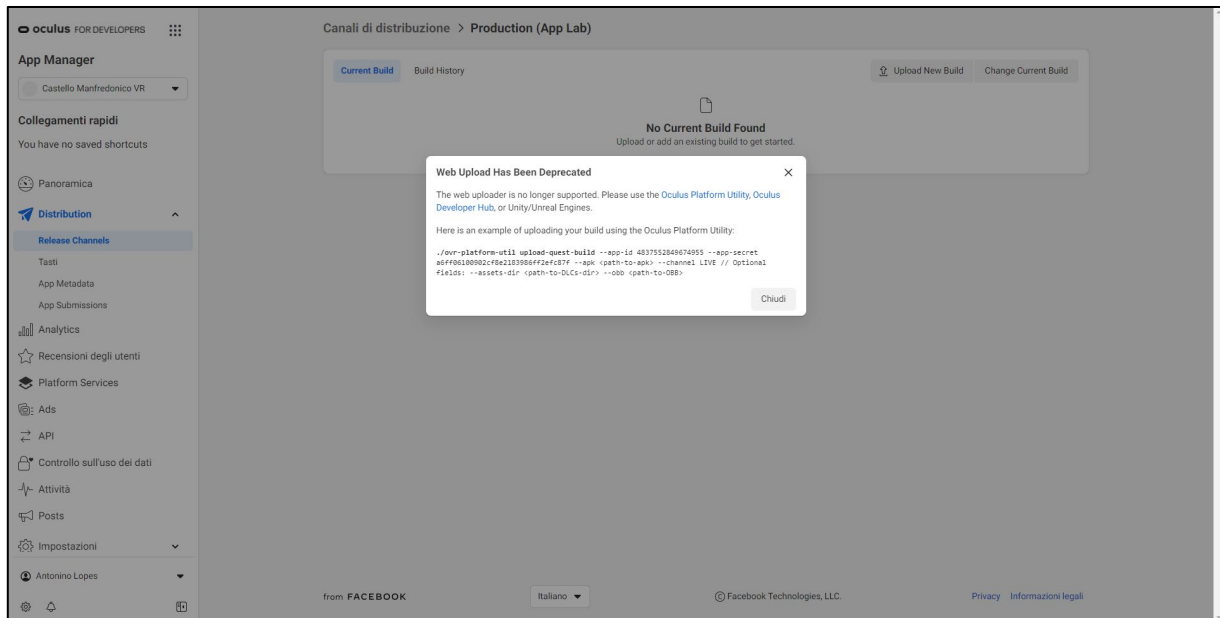 oculus FOR DEVELOPERS
App Manager
Castello Manfredonico VR
Collegamenti rapidi
You have no saved shortcuts
Panoramica
Distribution
Release Channels
Tasti
App Metadata
App Submissions
Analytics
Recensioni degli utenti
Platform Services
Ads
API
Controllo sull'uso dei dati
Attività
Posts
Impostazioni
Antonino Lopes
Canali di distribuzione > Production (App Lab)
Current Build Build History Upload New Build Change Current Build
No Current Build Found
Upload or add an existing build to get started.
Web Upload Has Been Deprecated
The web uploader is no longer supported. Please use the Oculus Platform Utility, Oculus
Developer Hub, or Unity/Unreal Engines.
Here is an example of uploading your build using the Oculus Platform Utility:
./ovr-platform-util upload-quest-build --app-id 4837552849674955 --app-secret
a6ff06100902cf8e2183986ff2efc87f --apk <path-to-apk> --channel LIVE // Optional
fields: --assets-dir <path-to-DLCs-dir> --obb <path-to-OBB>
Chiudi
from FACEBOOK Italiano © Facebook Technologies, LLC. Privacy Informazioni legali